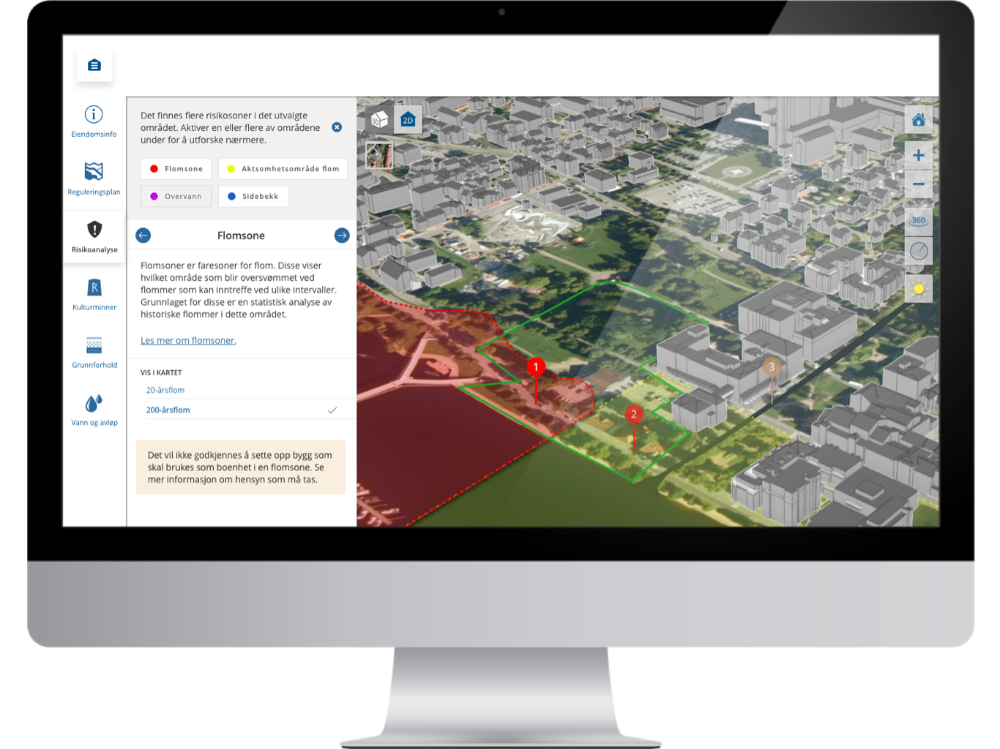 Eiendomsinfo
Reguleringsplan
Risikoanalyse
R
Kulturminner
Grunnforhold
Vann og avløp
Det finnes flere risikosoner i det utvalgte
området. Aktiver en eller flere av områdene
under for å utforske nærmere.
Flomsone
Aktsomhetsområde flom
Overvann
Sidebekk
Flomsone
Flomsoner er faresoner for flom. Disse viser
hvilket område som blir oversvømmet ved
flommer som kan inntreffe ved ulike intervaller.
Grunnlaget for disse er en statistisk analyse av
historiske flommer i dette området.
Les mer om flomsoner.
VIS I KARTET
20-årsflom
200-årsflom
Det vil ikke godkjennes å sette opp bygg som
skal brukes som boenhet i en flomsone. Se
mer informasjon om hensyn som må tas.
3D
2D
360
1
2
3